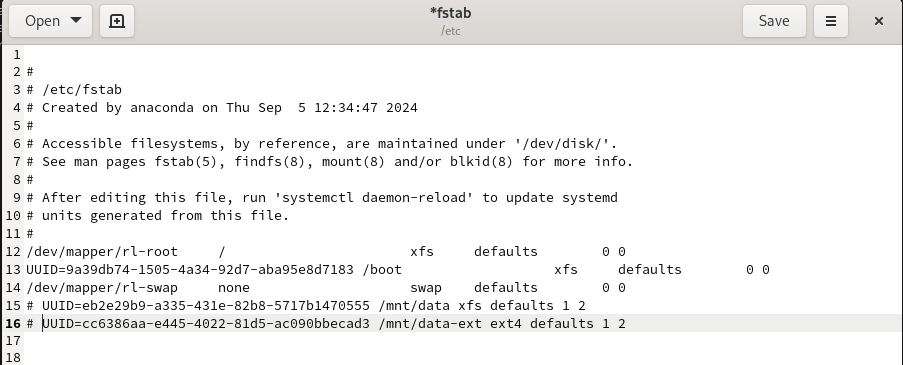 Open
*fstab
/etc
Save
1
2 #
3 # /etc/fstab
4 # Created by anaconda on Thu Sep  5 12:34:47 2024
5 #
6 # Accessible filesystems, by reference, are maintained under '/dev/disk/'.
7 # See man pages fstab(5), findfs(8), mount(8) and/or blkid(8) for more info.
8 #
9 # After editing this file, run 'systemctl daemon-reload' to update systemd
10 # units generated from this file.
11 #
12 /dev/mapper/rl-root     /                       xfs     defaults        0 0
13 UUID=9a39db74-1505-4a34-92d7-aba95e8d7183 /boot                   xfs     defaults        0 0
14 /dev/mapper/rl-swap     none                    swap    defaults        0 0
15 # UUID=eb2e29b9-a335-431e-82b8-5717b1470555 /mnt/data xfs defaults 1 2
16 # UUID=cc6386aa-e445-4022-81d5-ac090bbecad3 /mnt/data-ext ext4 defaults 1 2
17
18